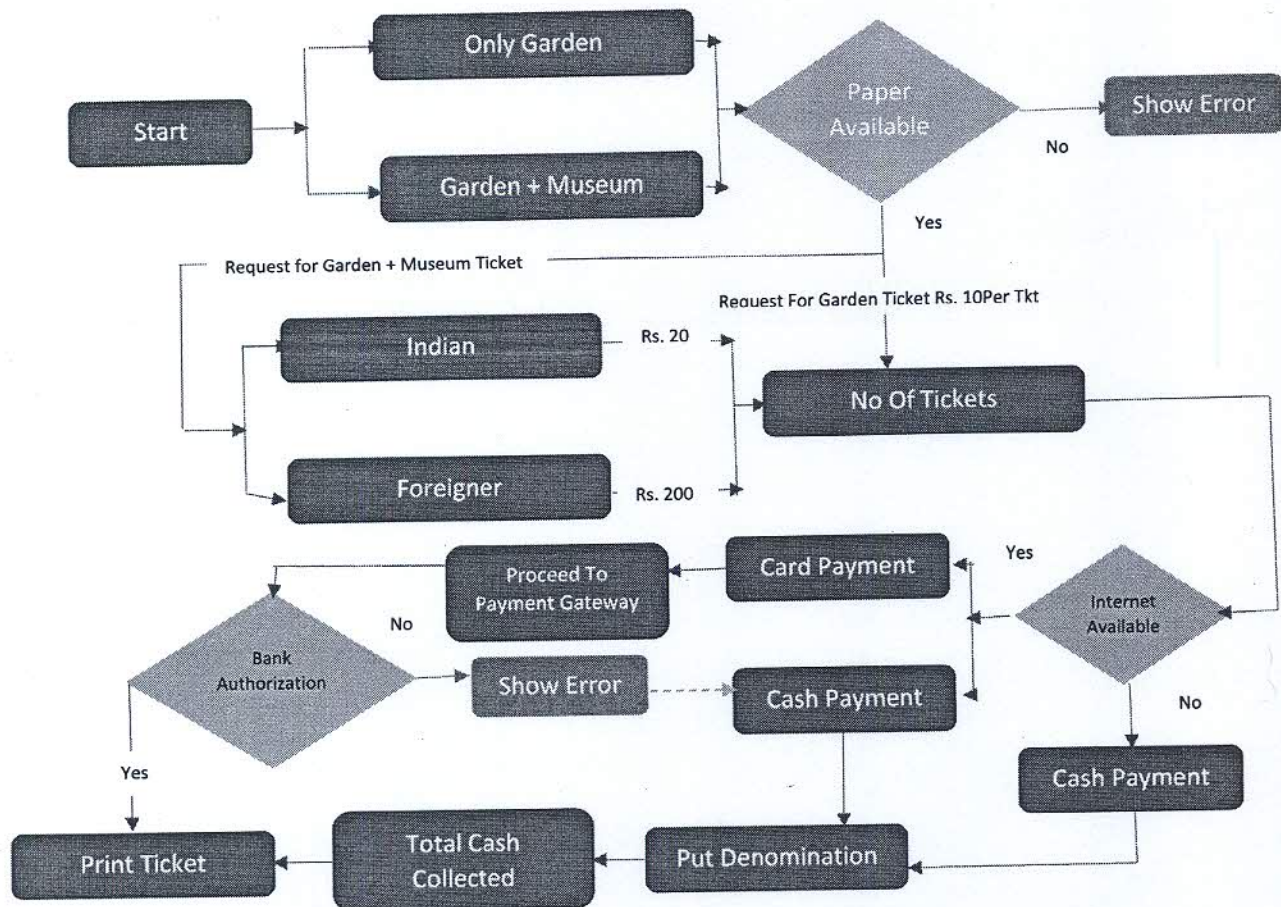 Only Garden
Start
Garden + Museum
Paper
Available
Show Error
No
Yes
Request for Garden + Museum Ticket
Request For Garden Ticket Rs. 10Per Tkt
Indian
Rs. 20
No Of Tickets
Foreigner
Rs. 200
Proceed To
Payment Gateway
Card Payment
Yes
Internet
Available
No
Bank
Authorization
Show Error
Cash Payment
No
Yes
Cash Payment
Print Ticket
Total Cash
Collected
Put Denomination